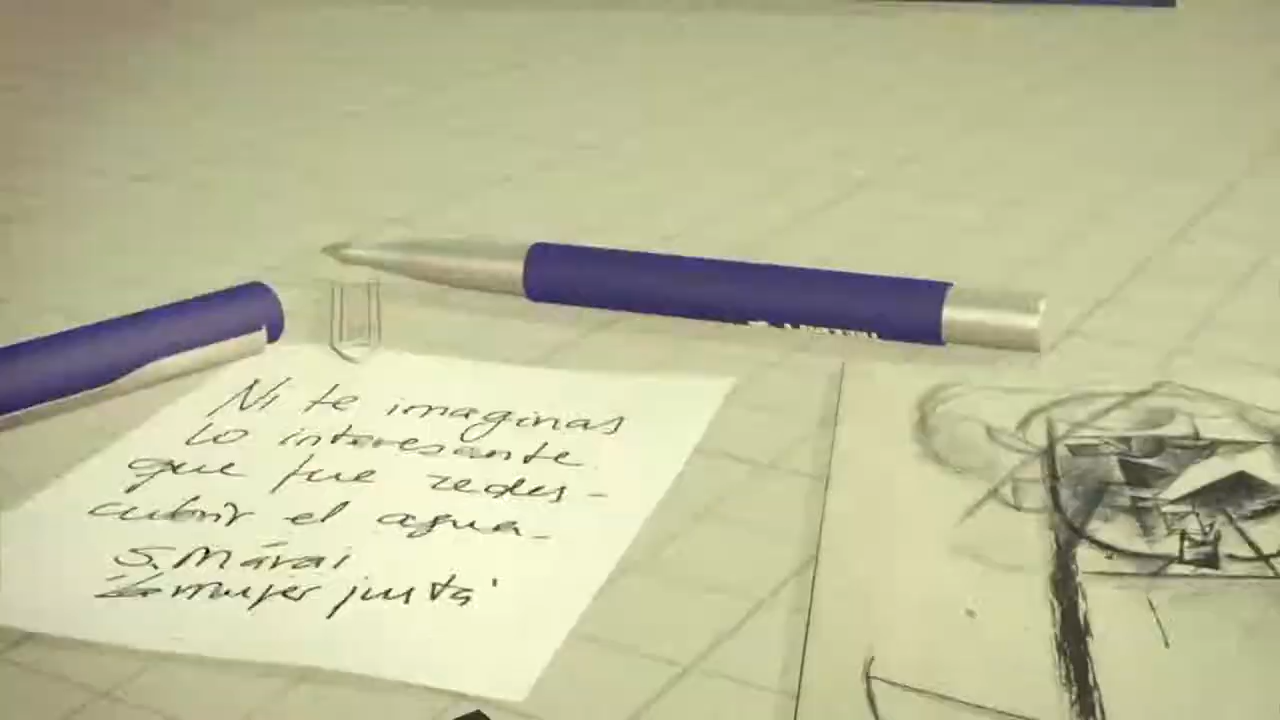 Ni te imaginas
lo interesante
que fue redes-
cubrir el agua.
S. Márai
"La mujer justa"